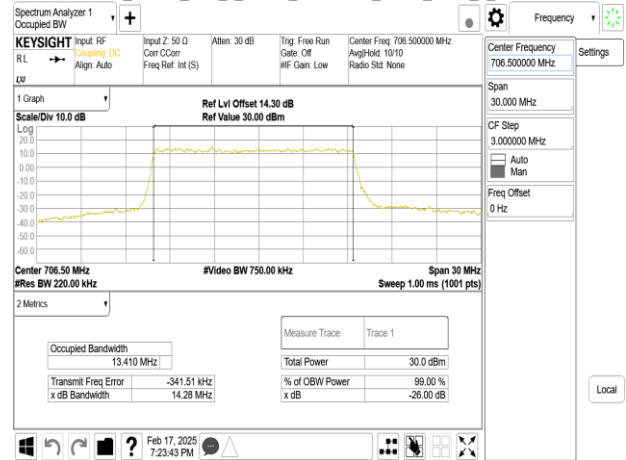 Spectrum Analyzer 1
Occupied BW
Frequency
KEYSIGHT
RL
LXI
Input: RF
Coupling: DC
Align: Auto
Input Z: 50 Ω
Corr CCorr
Freq Ref: Int (S)
Atten: 30 dB
Trig: Free Run
Gate: Off
#IF Gain: Low
Center Freq: 706.500000 MHz
Avg|Hold: 10/10
Radio Std: None
Center Frequency
706.500000 MHz
Settings
Span
30.000 MHz
CF Step
3.000000 MHz
Auto
Man
Freq Offset
0 Hz
Local
1 Graph
Scale/Div 10.0 dB
Ref Lvl Offset 14.30 dB
Ref Value 30.00 dBm
Log
20.0
10.0
0.00
-10.0
-20.0
-30.0
-40.0
-50.0
-60.0
Center 706.50 MHz
#Video BW 750.00 kHz
Span 30 MHz
#Res BW 220.00 kHz
Sweep 1.00 ms (1001 pts)
2 Metrics
Measure Trace Trace 1
Occupied Bandwidth
13.410 MHz
Total Power 30.0 dBm
Transmit Freq Error -341.51 kHz
% of OBW Power 99.00 %
x dB Bandwidth 14.28 MHz
x dB -26.00 dB
Feb 17, 2025
7:23:43 PM